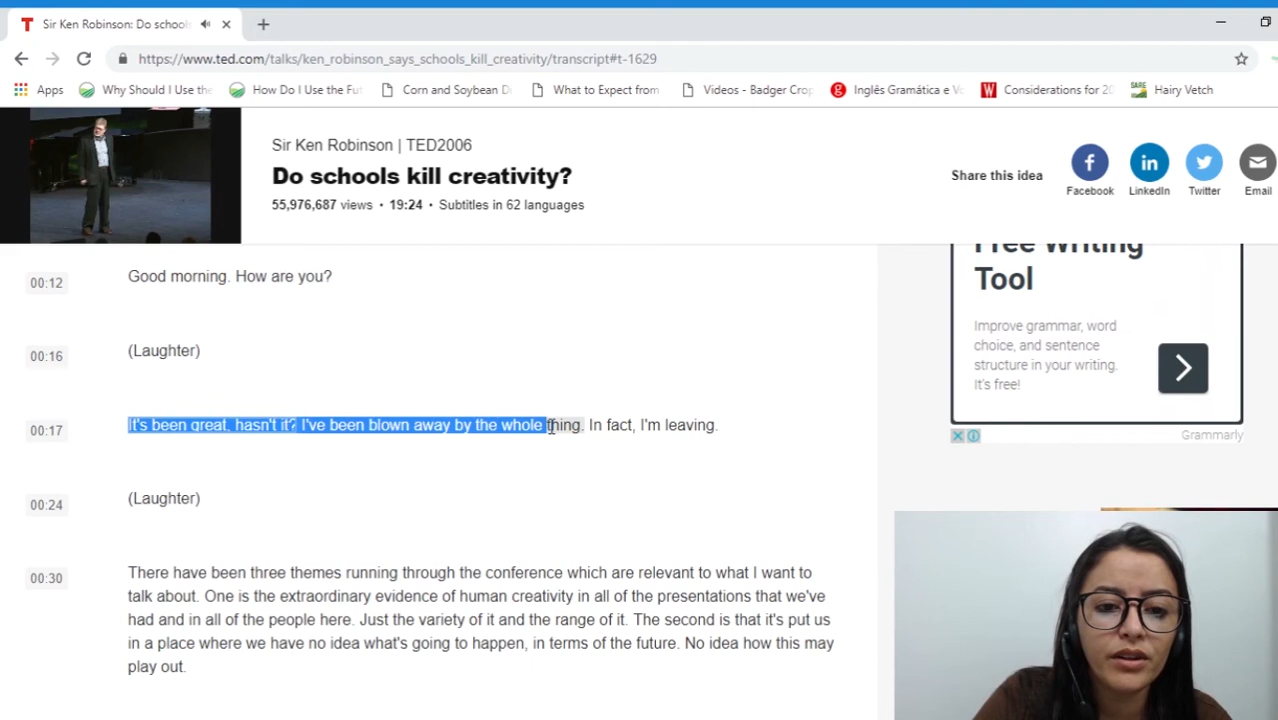 Sir Ken Robinson: Do schools
https://www.ted.com/talks/ken_robinson_says_schools_kill_creativity/transcript#t-1629
Apps Why Should I Use the How Do I Use the Fut Corn and Soybean Di What to Expect from Videos - Badger Crop Inglês Gramática e Vo Considerations for 20 Hairy Vetch
Sir Ken Robinson | TED2006
Do schools kill creativity?
55,976,687 views • 19:24 • Subtitles in 62 languages
Share this idea
Facebook LinkedIn Twitter Email
00:12 Good morning. How are you?
00:16 (Laughter)
00:17 It's been great, hasn't it? I've been blown away by the whole thing. In fact, I'm leaving.
00:24 (Laughter)
00:30 There have been three themes running through the conference which are relevant to what I want to
talk about. One is the extraordinary evidence of human creativity in all of the presentations that we've
had and in all of the people here. Just the variety of it and the range of it. The second is that it's put us
in a place where we have no idea what's going to happen, in terms of the future. No idea how this may
play out.
Free Writing
Tool
Improve grammar, word
choice, and sentence
structure in your writing.
It's free!
Grammarly